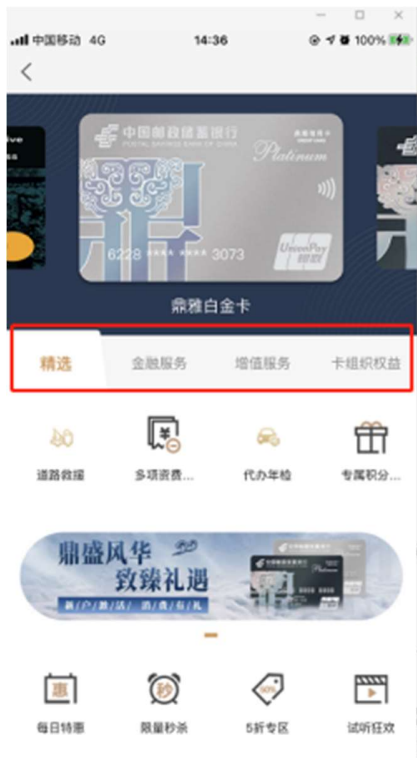 中国移动 4G 14:36 100%
ive
中国邮政储蓄银行
POSTAL SAVINGS BANK OF CHINA
Platinum
6228 **** **** 3073
UnionPay
银联
鼎雅白金卡
精选 金融服务 增值服务 卡组织权益
道路救援 多项资费... 代办年检 专属积分...
鼎盛风华
致臻礼遇
新/户/激/活/ 消/费/有/礼
惠 秒 50%
每日特惠 限量秒杀 5折专区 试听狂欢